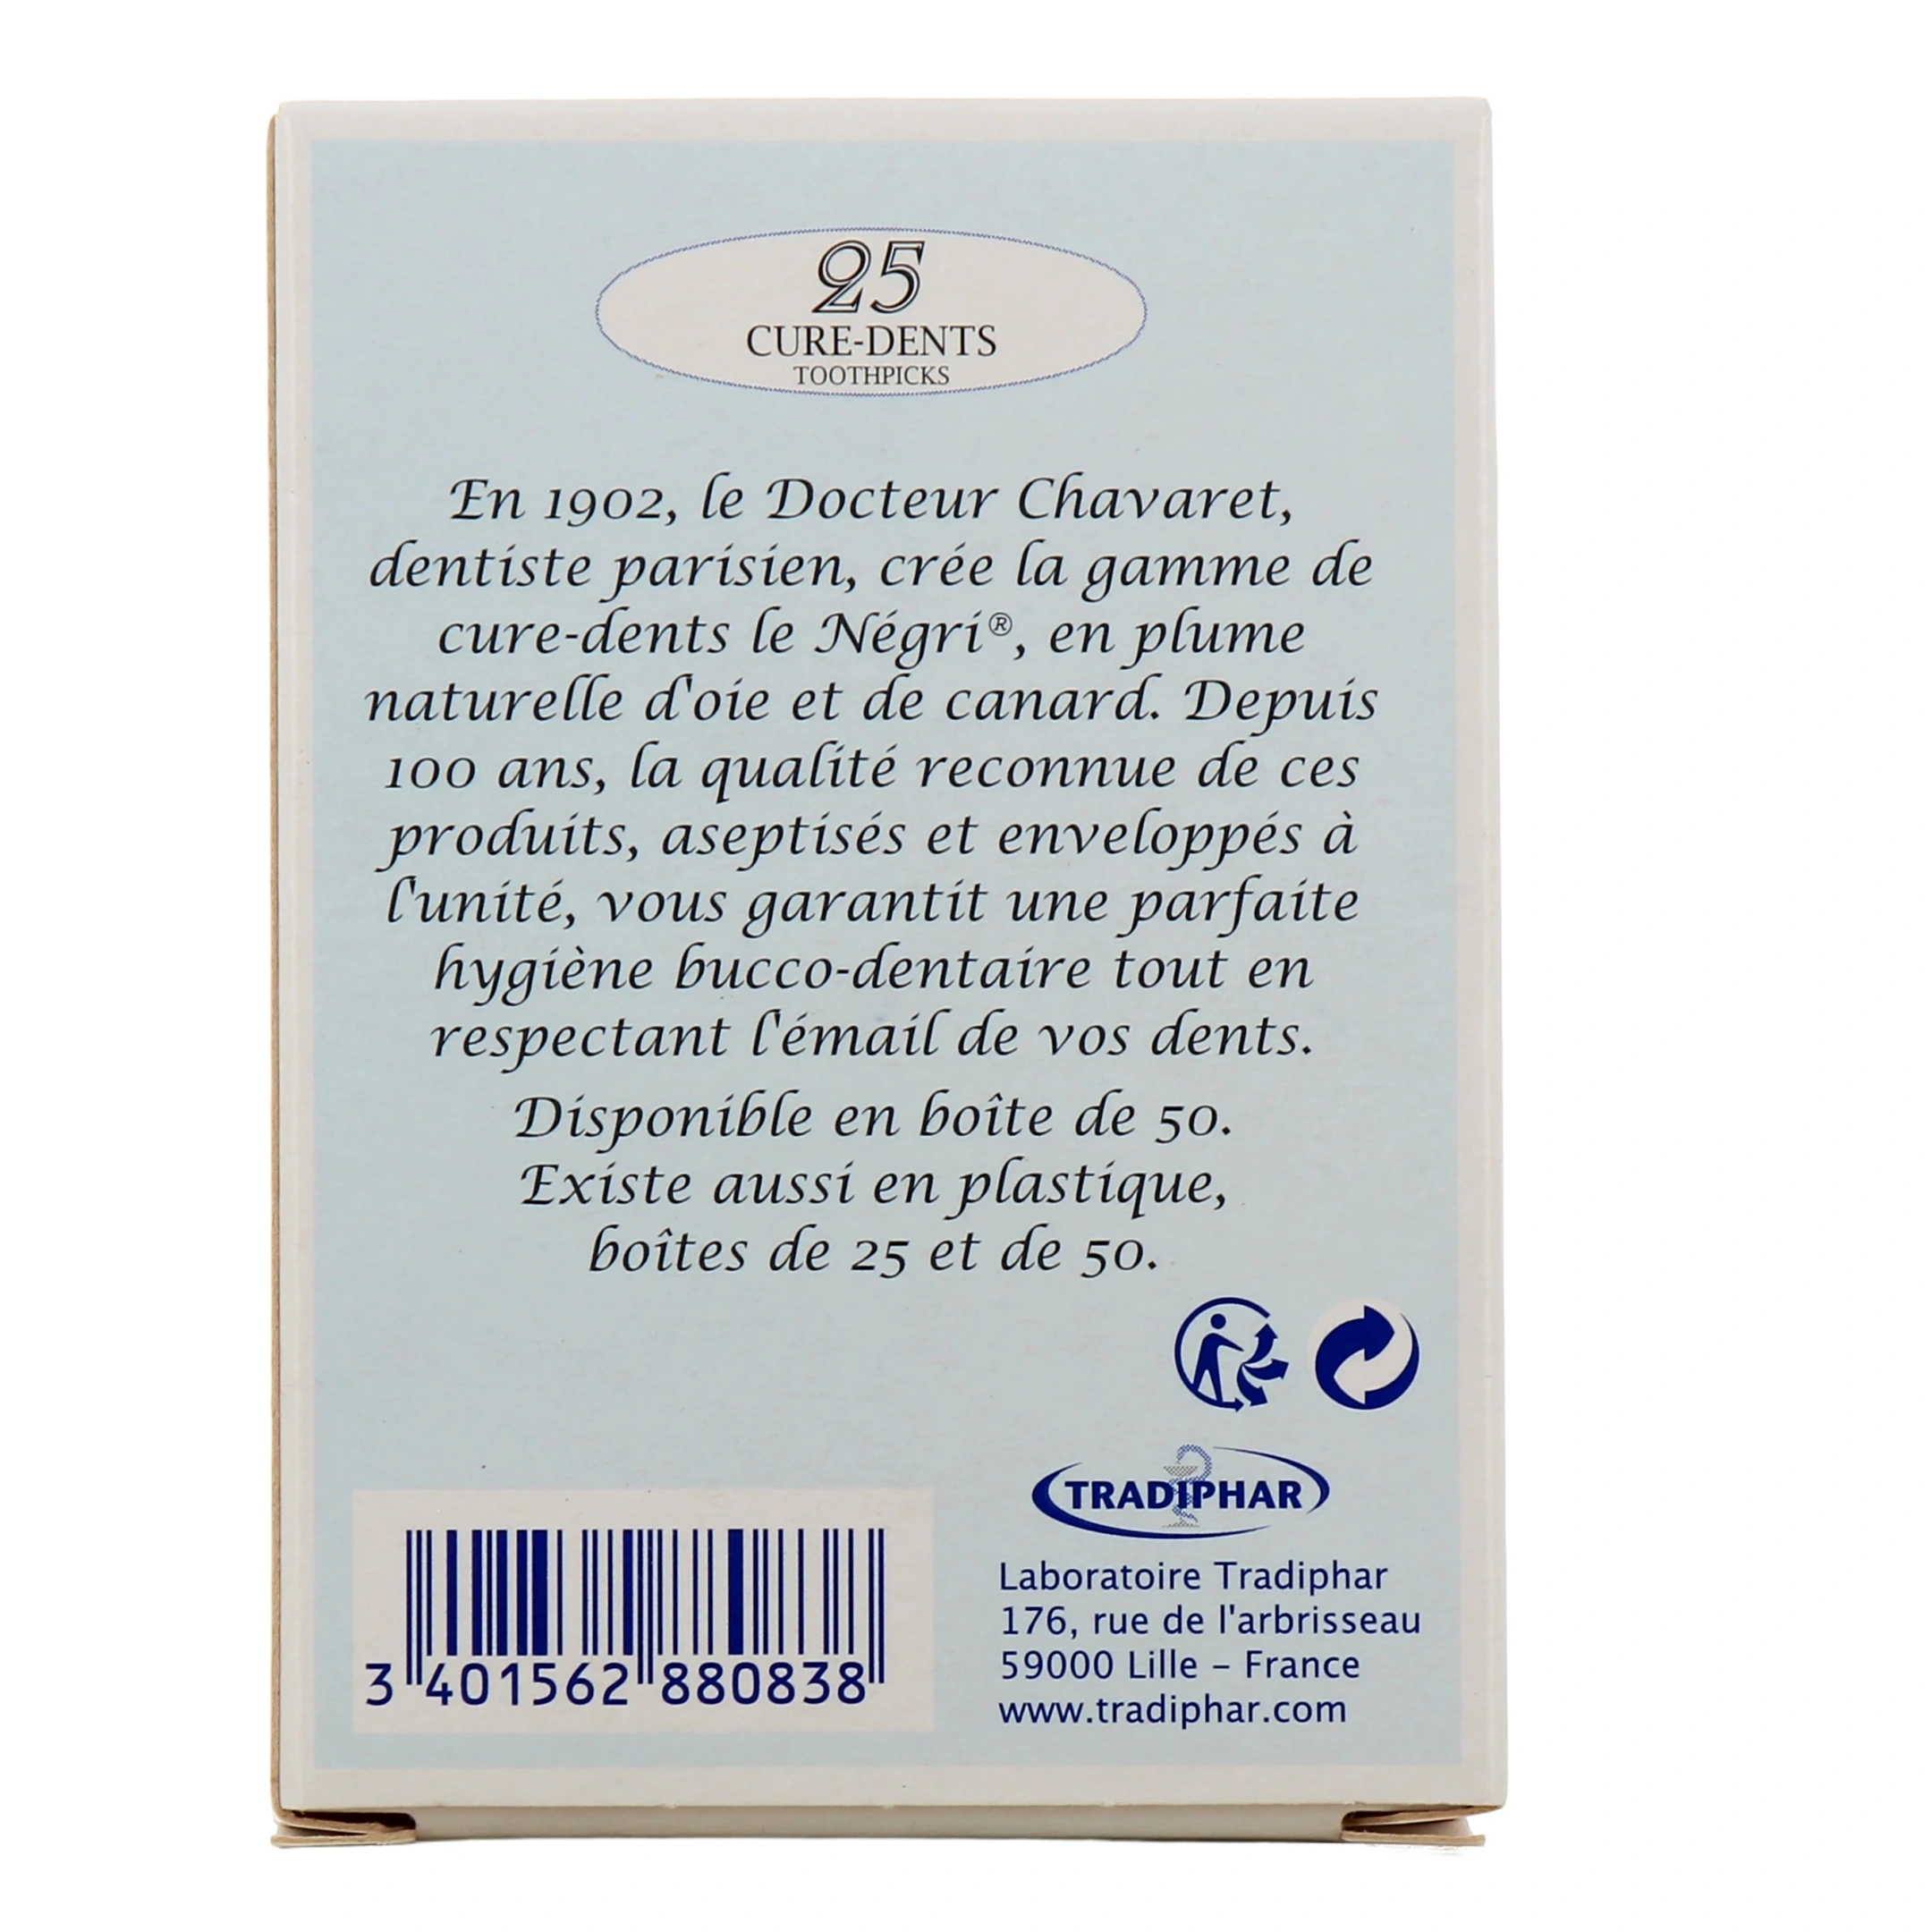 25
CURE-DENTS
TOOTHPICKS
En 1902, le Docteur Chavaret,
dentiste parisien, crée la gamme de
cure-dents le Négri®, en plume
naturelle d'oie et de canard. Depuis
100 ans, la qualité reconnue de ces
produits, aseptisés et enveloppés à
l'unité, vous garantit une parfaite
hygiène bucco-dentaire tout en
respectant l'émail de vos dents.
Disponible en boîte de 50.
Existe aussi en plastique,
boîtes de 25 et de 50.
TRADIPHAR
Laboratoire Tradiphar
176, rue de l'arbrisseau
59000 Lille – France
www.tradiphar.com
3 401562 880838